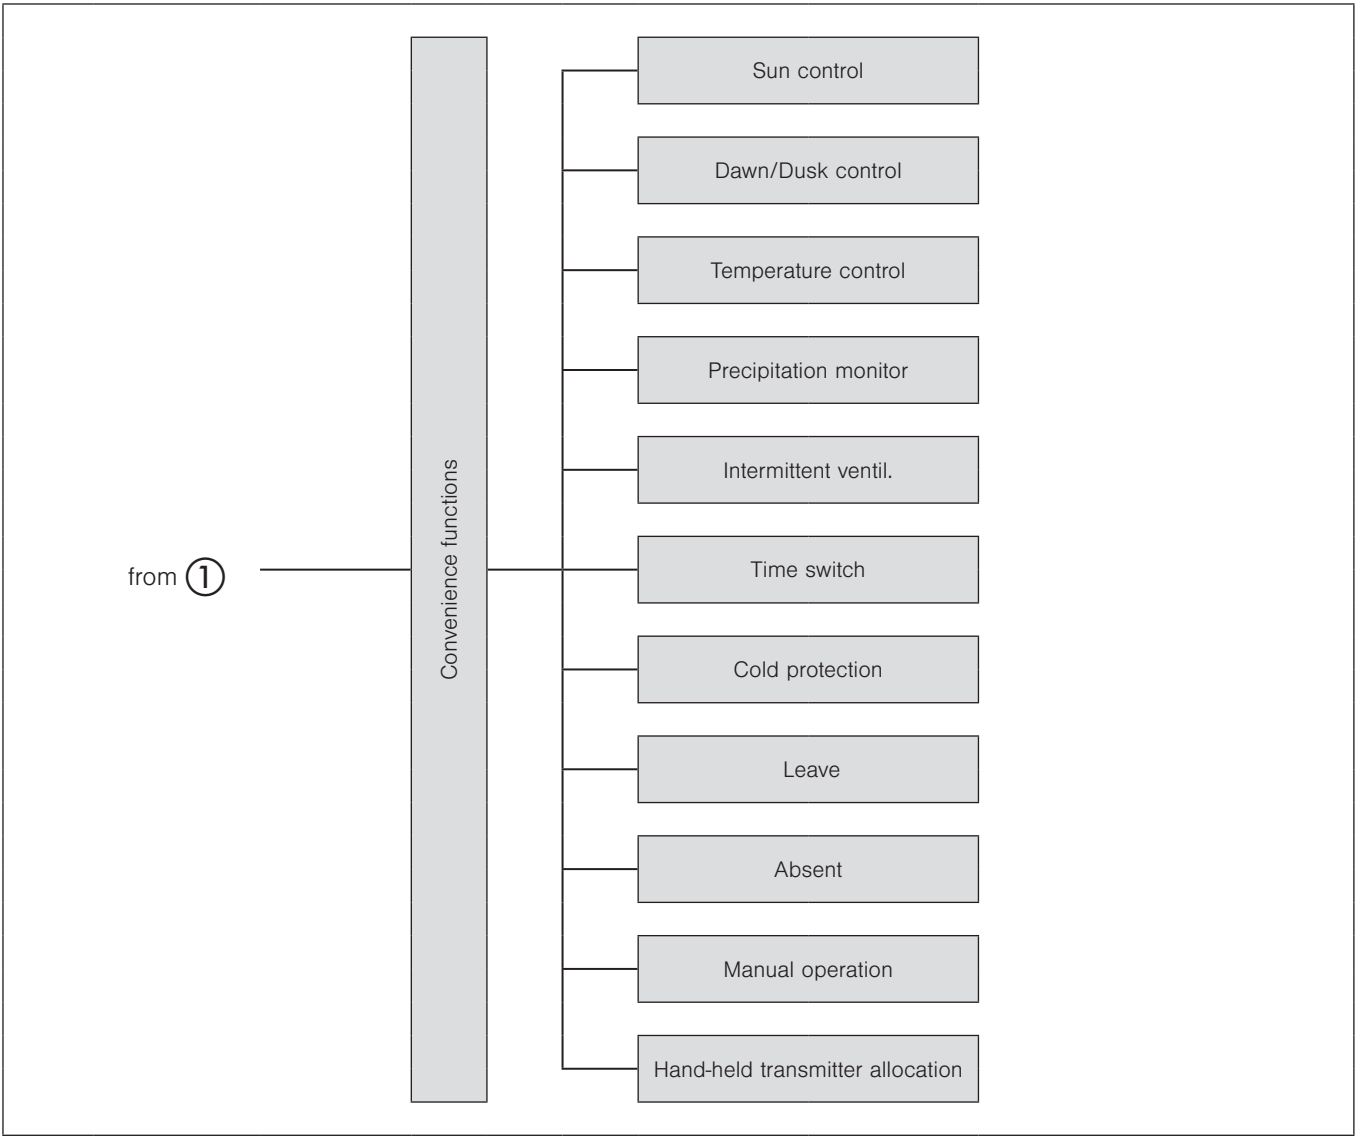 Sun control
Dawn/Dusk control
Temperature control
Precipitation monitor
Intermittent ventil.
from ①
Convenience functions
Time switch
Cold protection
Leave
Absent
Manual operation
Hand-held transmitter allocation